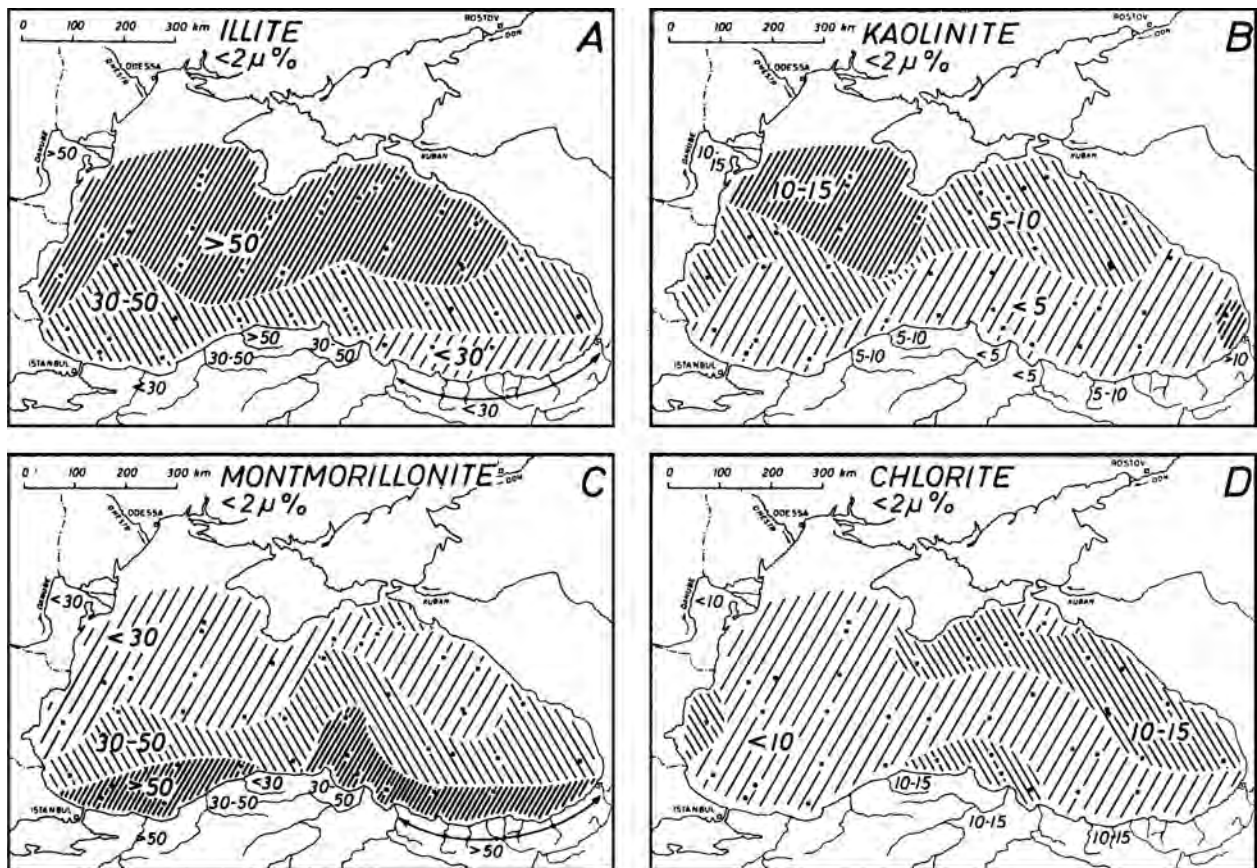 0 100 200 300 km
ILLITE
<2µ%
A
ROSTOV
DON
ODESSA
DNESTR
DANUBE
>50
KUBAN
>50
30-50
>50
30-50
30-50
<30
ISTANBUL
<30
<30
0 100 200 300 km
KAOLINITE
<2µ%
B
ROSTOV
DON
ODESSA
DNESTR
DANUBE
10-15
KUBAN
10-15
5-10
<5
5-10
5-10
<5
<5
5-10
>10
ISTANBUL
0 100 200 300 km
MONTMORILLONITE
<2µ%
C
ROSTOV
DON
ODESSA
DNESTR
DANUBE
<30
KUBAN
<30
30-50
>50
<30
30-50
30-50
ISTANBUL
>50
>50
0 100 200 300 km
CHLORITE
<2µ%
D
ROSTOV
DON
ODESSA
DNESTR
DANUBE
<10
KUBAN
<10
10-15
10-15
10-15
10-15
ISTANBUL